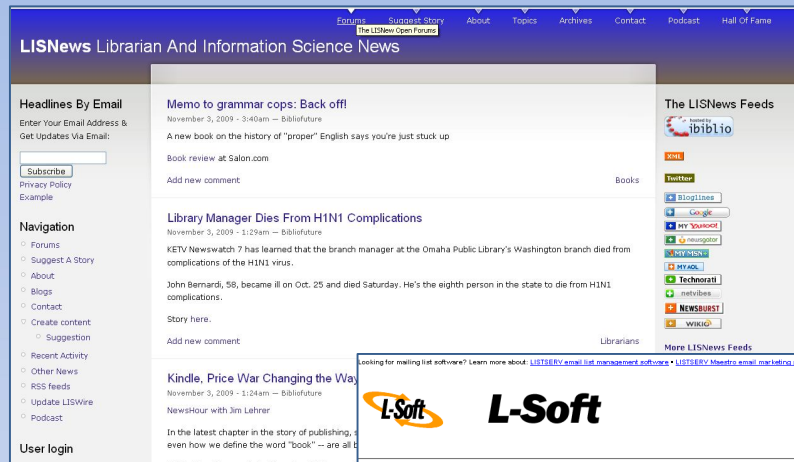 Forums Suggest Story About Topics Archives Contact Podcast Hall Of Fame
The LISNew Open Forums
LISNews Librarian And Information Science News
Headlines By Email
Enter Your Email Address &
Get Updates Via Email:
Subscribe
Privacy Policy
Example
Navigation
Forums
Suggest A Story
About
Blogs
Contact
Create content
Suggestion
Recent Activity
Other News
RSS feeds
Update LISWire
Podcast
User login
Memo to grammar cops: Back off!
November 3, 2009 - 3:40am — Bibliofuture
A new book on the history of "proper" English says you're just stuck up
Book review at Salon.com
Add new comment Books
Library Manager Dies From H1N1 Complications
November 3, 2009 - 1:29am — Bibliofuture
KETV Newswatch 7 has learned that the branch manager at the Omaha Public Library's Washington branch died from
complications of the H1N1 virus.
John Bernardi, 58, became ill on Oct. 25 and died Saturday. He's the eighth person in the state to die from H1N1
complications.
Story here.
Add new comment Librarians
Kindle, Price War Changing the Way
November 3, 2009 - 1:24am — Bibliofuture
NewsHour with Jim Lehrer
In the latest chapter in the story of publishing, s
even how we define the word "book" -- are all b
The LISNews Feeds
hosted by
ibiblio
XML
Twitter
Bloglines
Google
MY YAHOO!
newsgator
MY MSN
MY AOL
Technorati
netvibes
NEWSBURST
WIKIO
More LISNews Feeds
Looking for mailing list software? Learn more about: LISTSERV email list management software • LISTSERV Maestro email marketing
L-Soft L-Soft